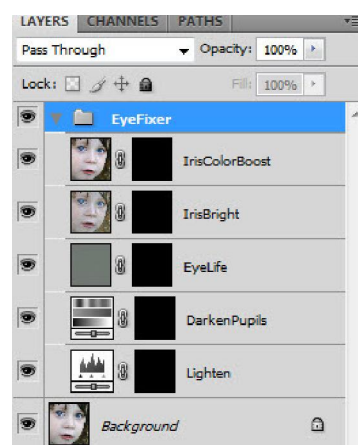 LAYERS CHANNELS PATHS
Pass Through Opacity: 100%
Lock: Fill: 100%
EyeFixer
IrisColorBoost
IrisBright
EyeLife
DarkenPupils
Lighten
Background